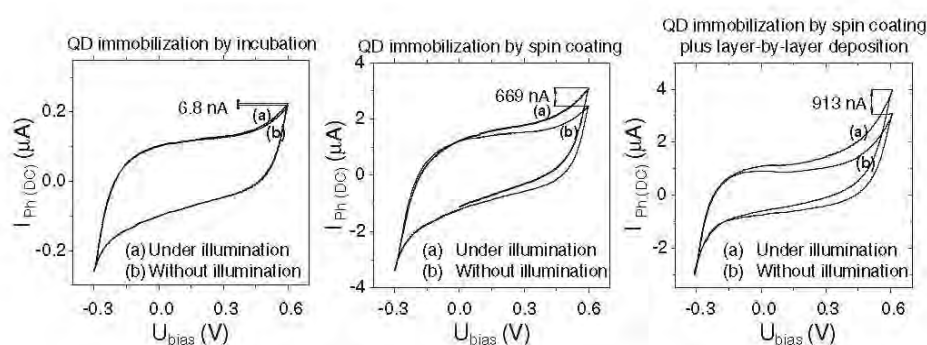 QD immobilization by incubation
0.2
0.0
-0.2
I Ph (DC) (µA)
6.8 nA
(a)
(b)
(a) Under illumination
(b) Without illumination
-0.3 0.0 0.3 0.6
Ubias (V)
QD immobilization by spin coating
4
2
0
-2
-4
I Ph (DC) (µA)
669 nA
(a)
(b)
(a) Under illumination
(b) Without illumination
-0.3 0.0 0.3 0.6
Ubias (V)
QD immobilization by spin coating
plus layer-by-layer deposition
6
4
2
0
-2
I Ph (DC) (µA)
913 nA
(a)
(b)
(a) Under illumination
(b) Without illumination
-0.3 0.0 0.3 0.6
Ubias (V)